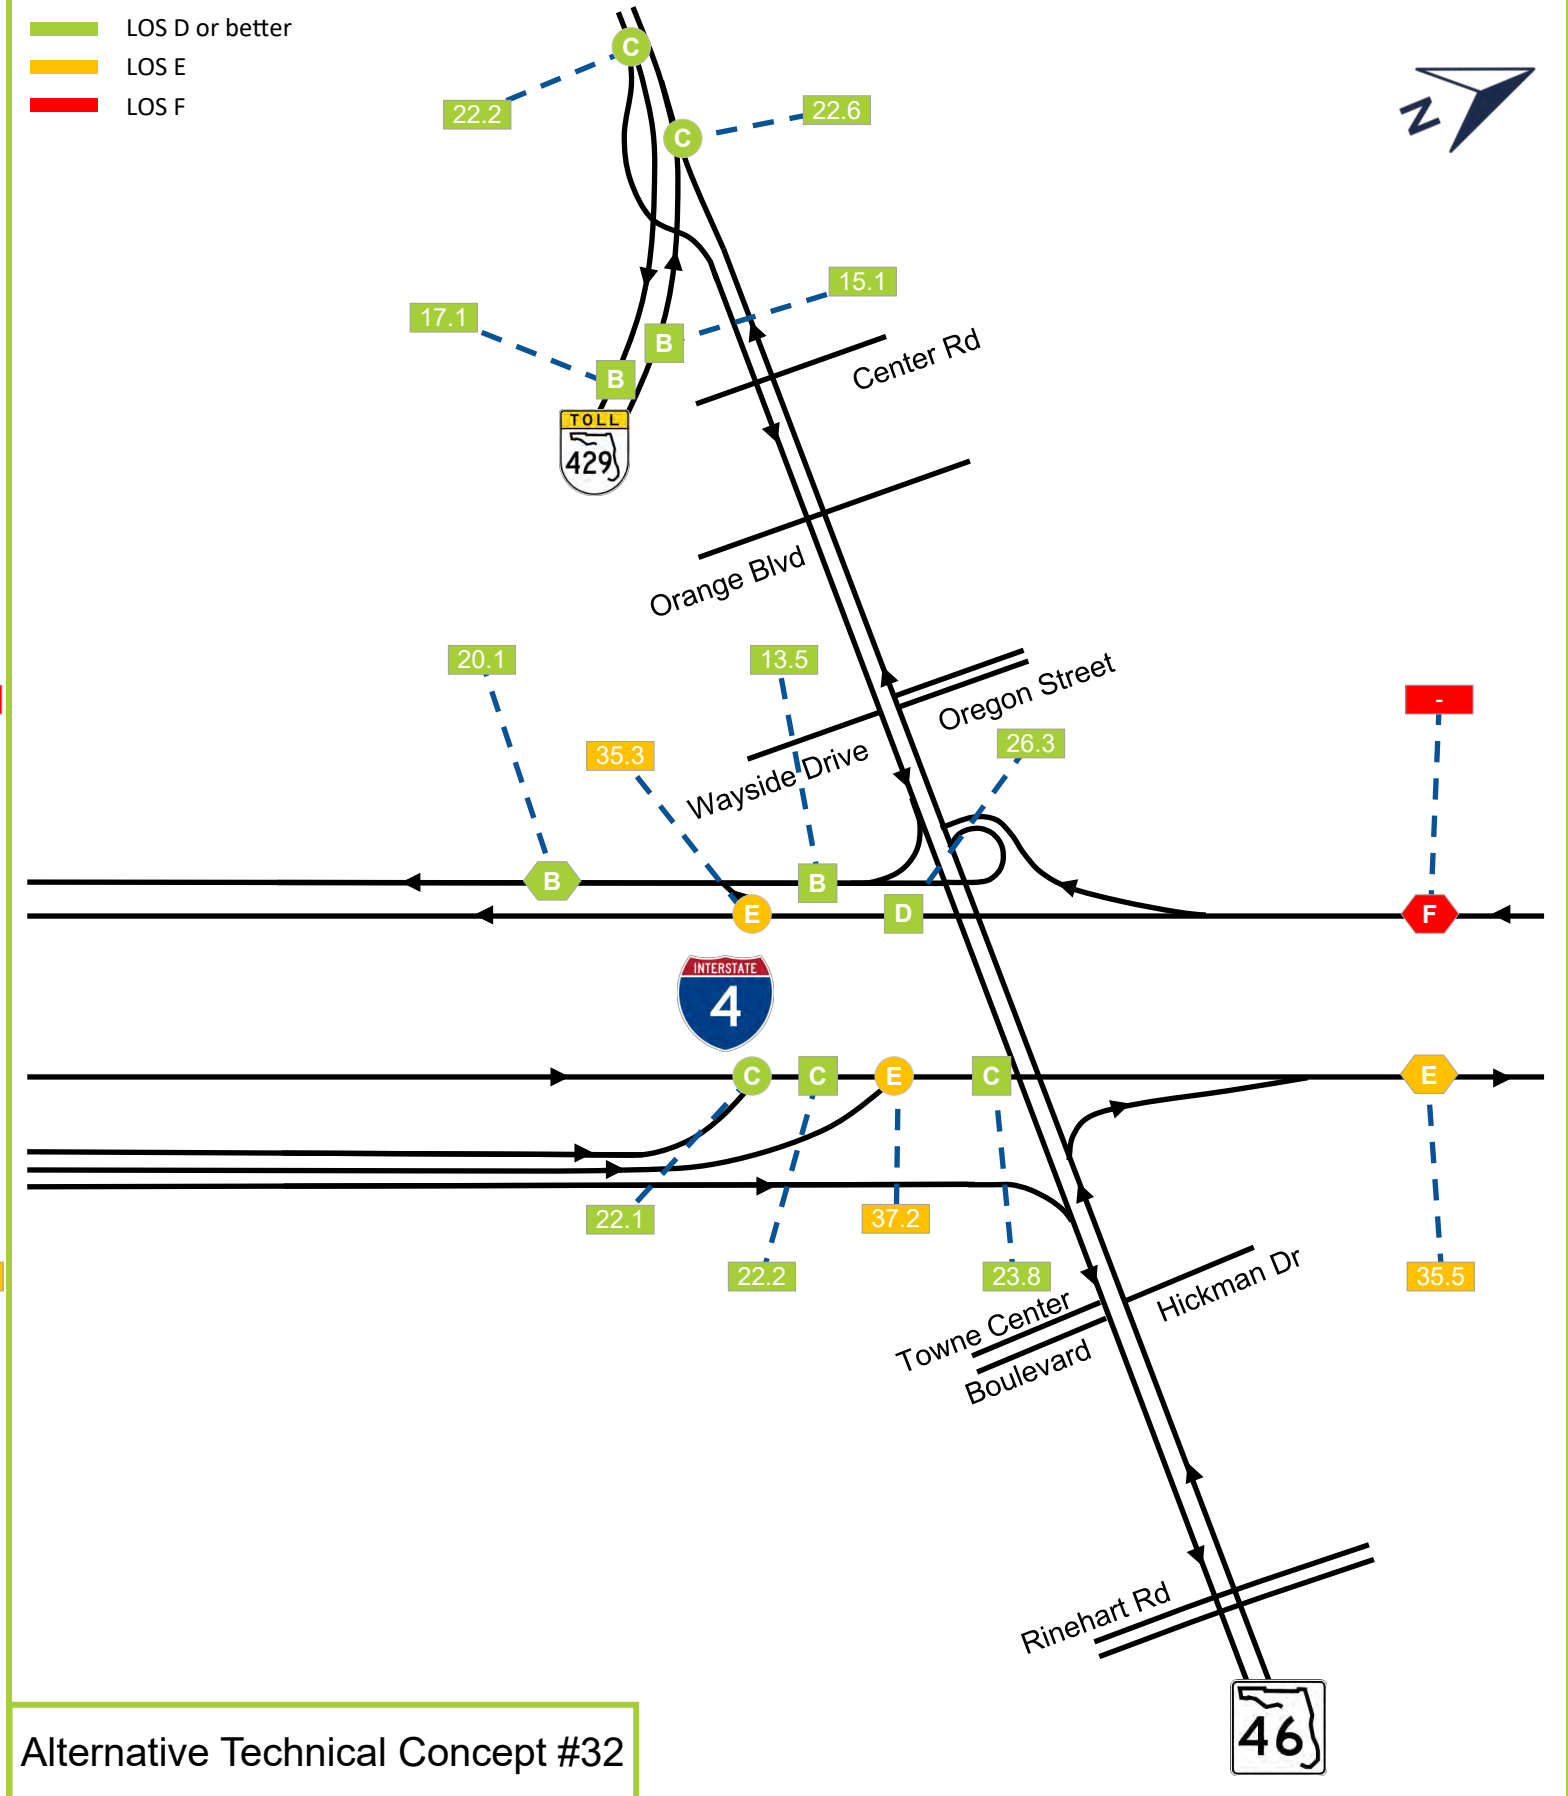 LOS D or better
LOS E
LOS F
C
22.2
22.6
C
N
15.1
17.1
B
B
Center Rd
TOLL
429
Orange Blvd
20.1
13.5
Oregon Street
-
26.3
35.3
Wayside Drive
B
B
E
D
F
INTERSTATE
4
C
C
E
C
E
22.1
37.2
22.2
23.8
35.5
Hickman Dr
Towne Center
Boulevard
Rinehart Rd
46
Alternative Technical Concept #32